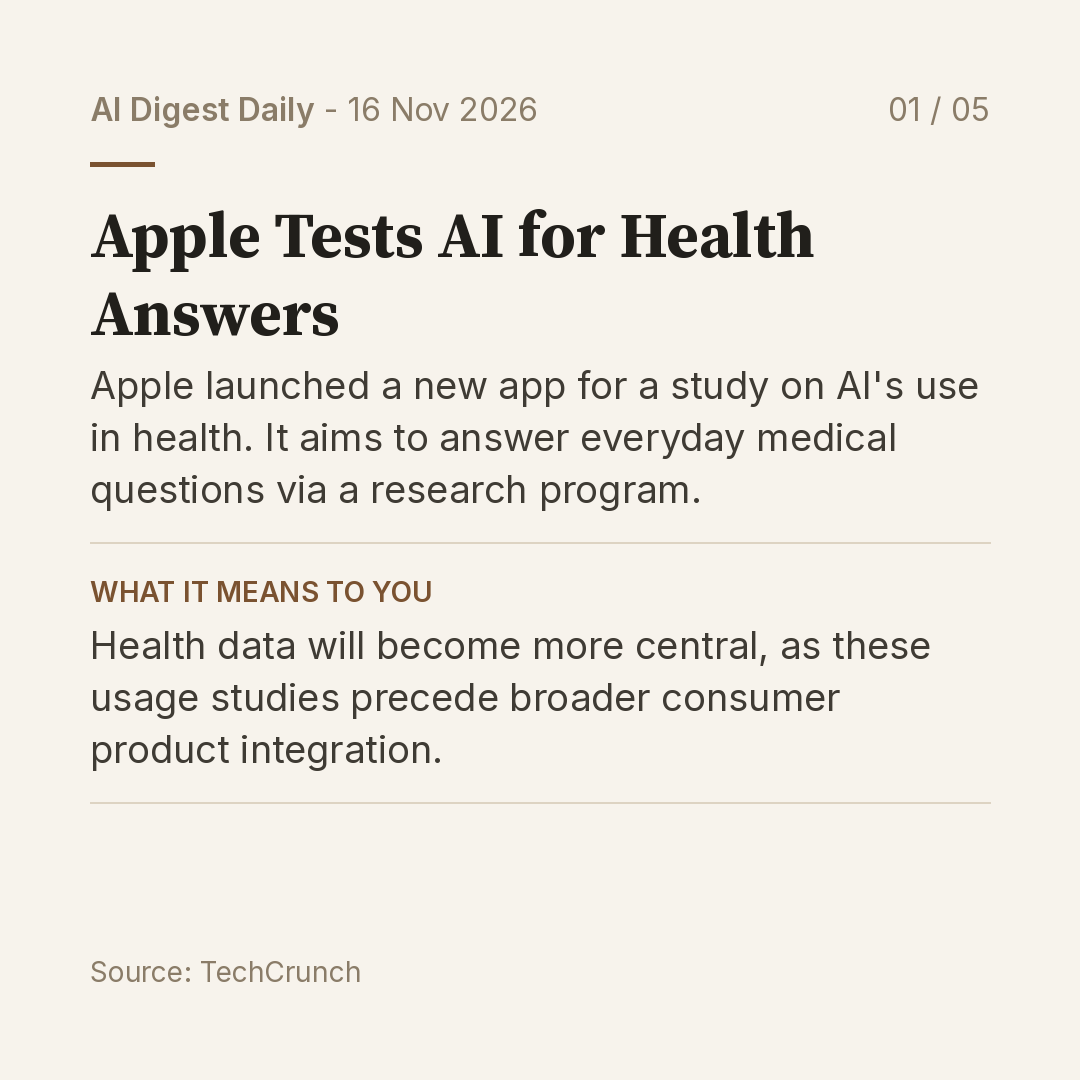 AI Digest Daily - 16 Nov 2026
01 / 05
Apple Tests AI for Health
Answers
Apple launched a new app for a study on AI's use
in health. It aims to answer everyday medical
questions via a research program.
WHAT IT MEANS TO YOU
Health data will become more central, as these
usage studies precede broader consumer
product integration.
Source: TechCrunch